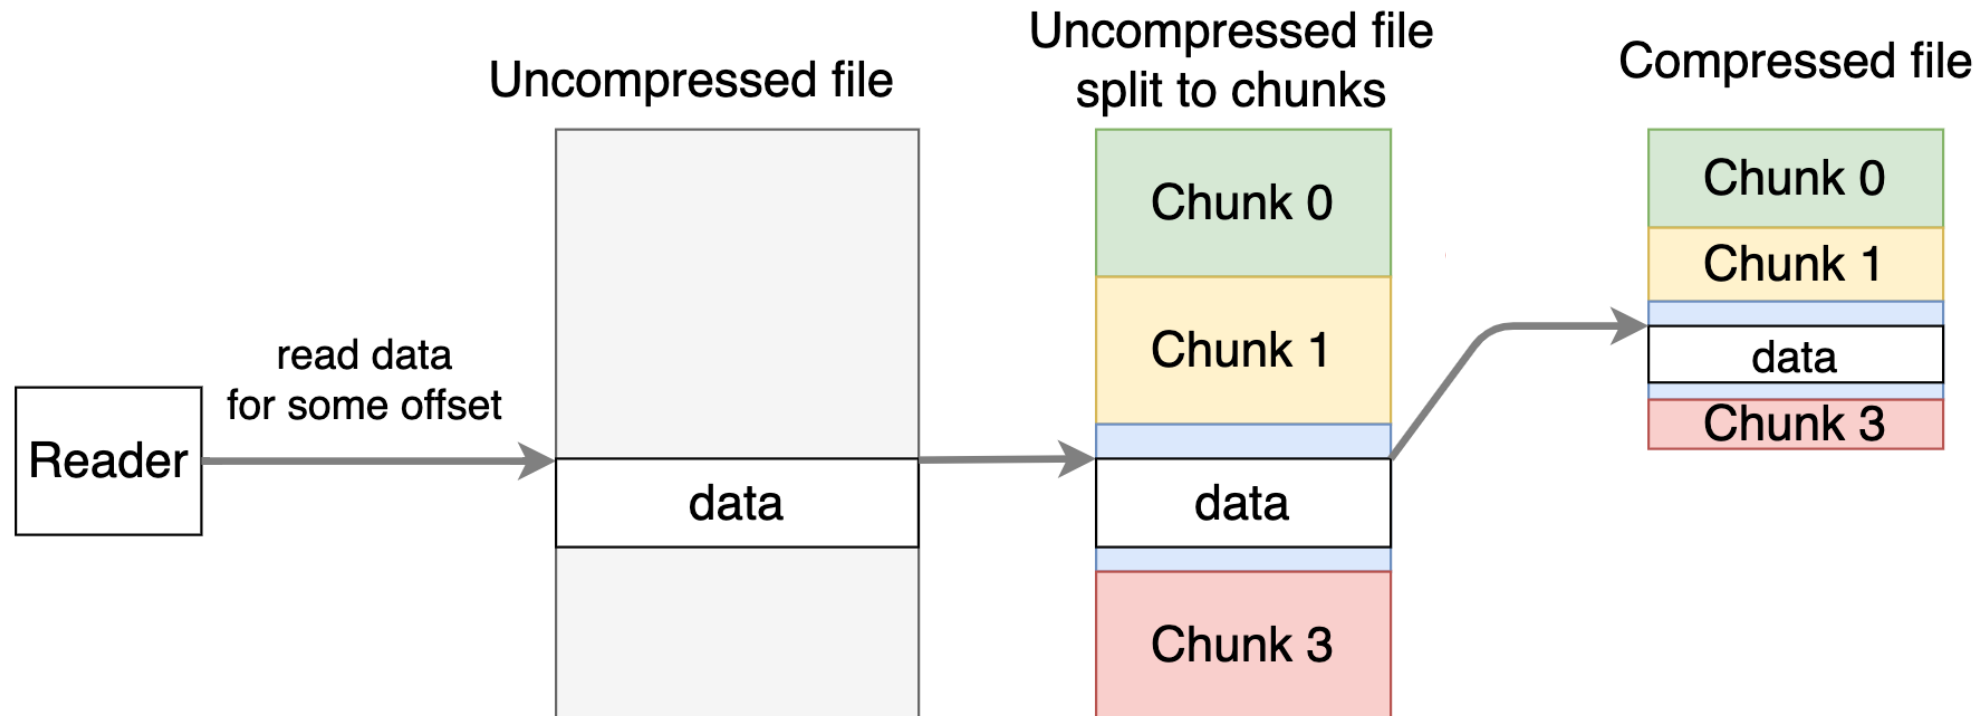 Uncompressed file
Uncompressed file
split to chunks
Compressed file
read data
for some offset
Reader
data
Chunk 0
Chunk 1
data
Chunk 3
Chunk 0
Chunk 1
data
Chunk 3